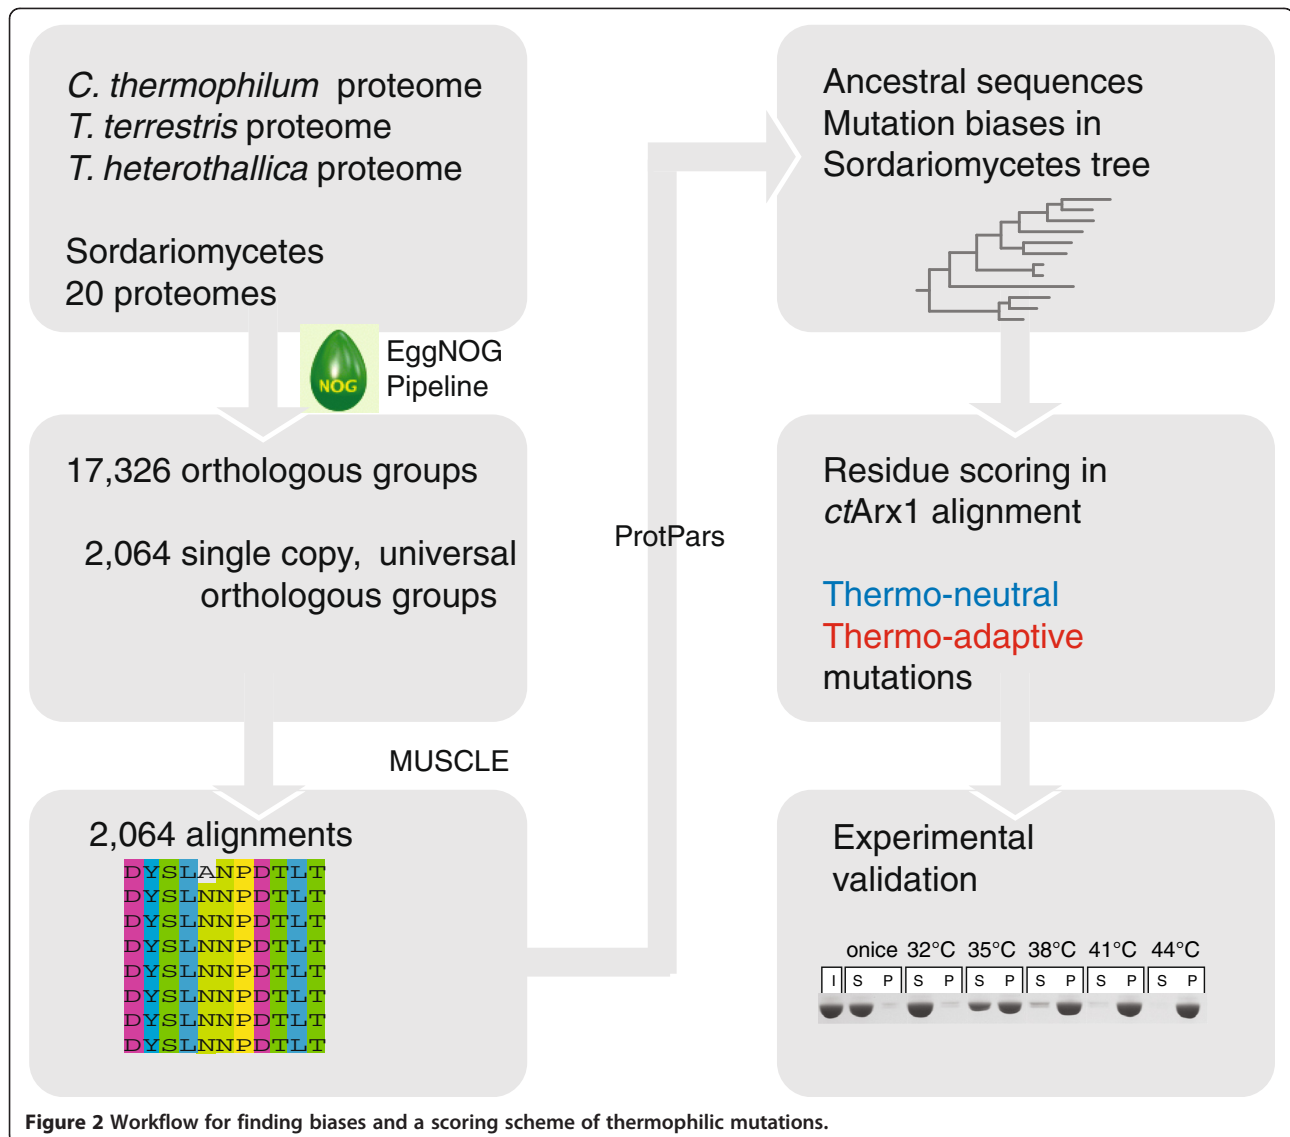 C. thermophilum proteome
T. terrestris proteome
T. heterothallica proteome
Sordariomycetes
20 proteomes
NOG
EggNOG
Pipeline
17,326 orthologous groups
2,064 single copy, universal
orthologous groups
MUSCLE
2,064 alignments
DYSLANPDTLT
DYSLNNPDTLT
DYSLNNPDTLT
DYSLNNPDTLT
DYSLNNPDTLT
DYSLNNPDTLT
DYSLNNPDTLT
DYSLNNPDTLT
ProtPars
Ancestral sequences
Mutation biases in
Sordariomycetes tree
Residue scoring in
ctArx1 alignment
Thermo-neutral
Thermo-adaptive
mutations
Experimental
validation
onice 32°C 35°C 38°C 41°C 44°C
I S P S P S P S P S P S P
Figure 2 Workflow for finding biases and a scoring scheme of thermophilic mutations.